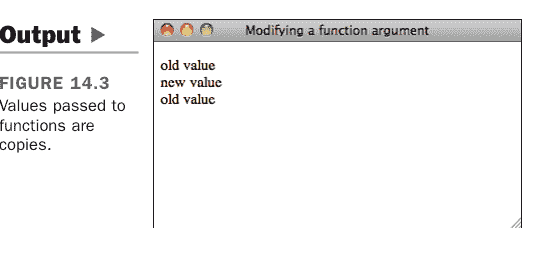 Output ▶
FIGURE 14.3
Values passed to
functions are
copies.
Modifying a function argument
old value
new value
old value